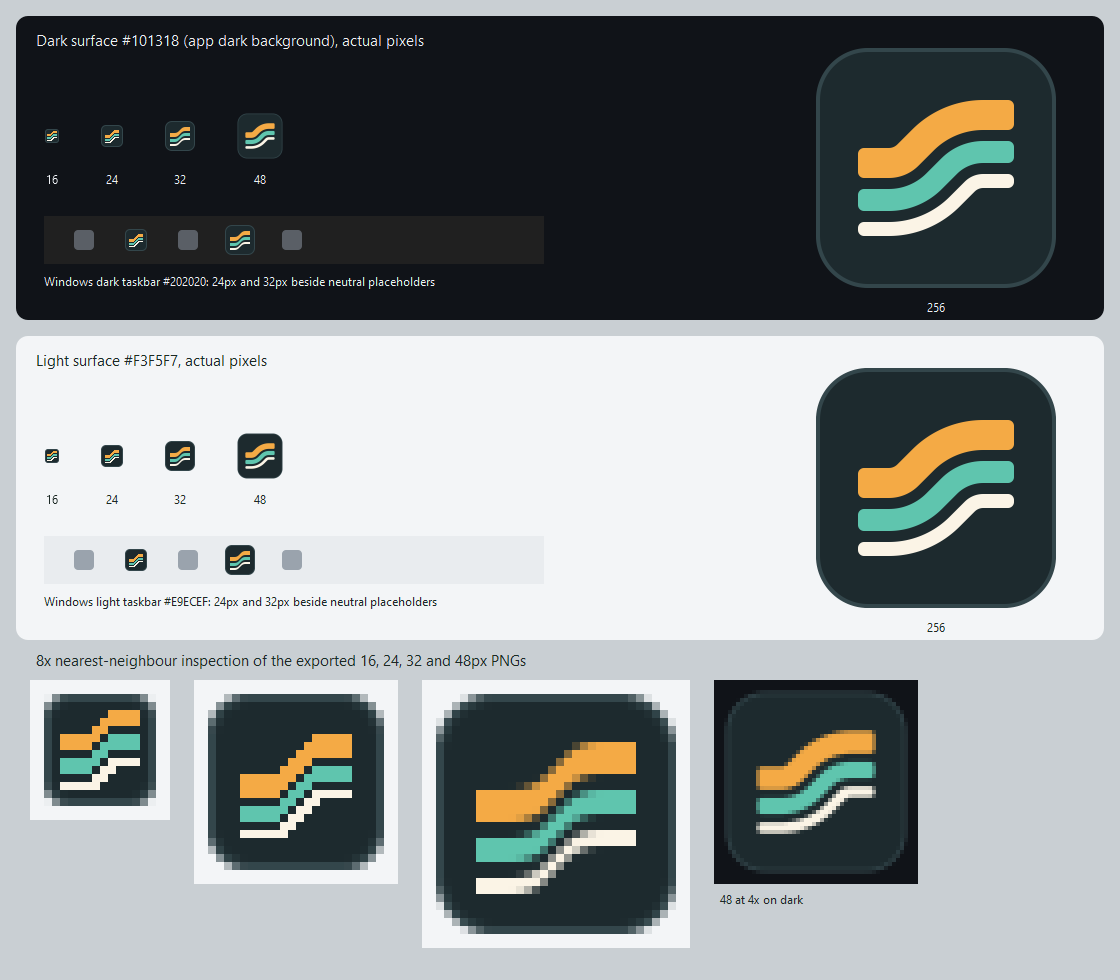 Dark surface #101318 (app dark background), actual pixels
16
24
32
48
Windows dark taskbar #202020: 24px and 32px beside neutral placeholders
256
Light surface #F3F5F7, actual pixels
16
24
32
48
Windows light taskbar #E9ECEF: 24px and 32px beside neutral placeholders
256
8x nearest-neighbour inspection of the exported 16, 24, 32 and 48px PNGs
48 at 4x on dark